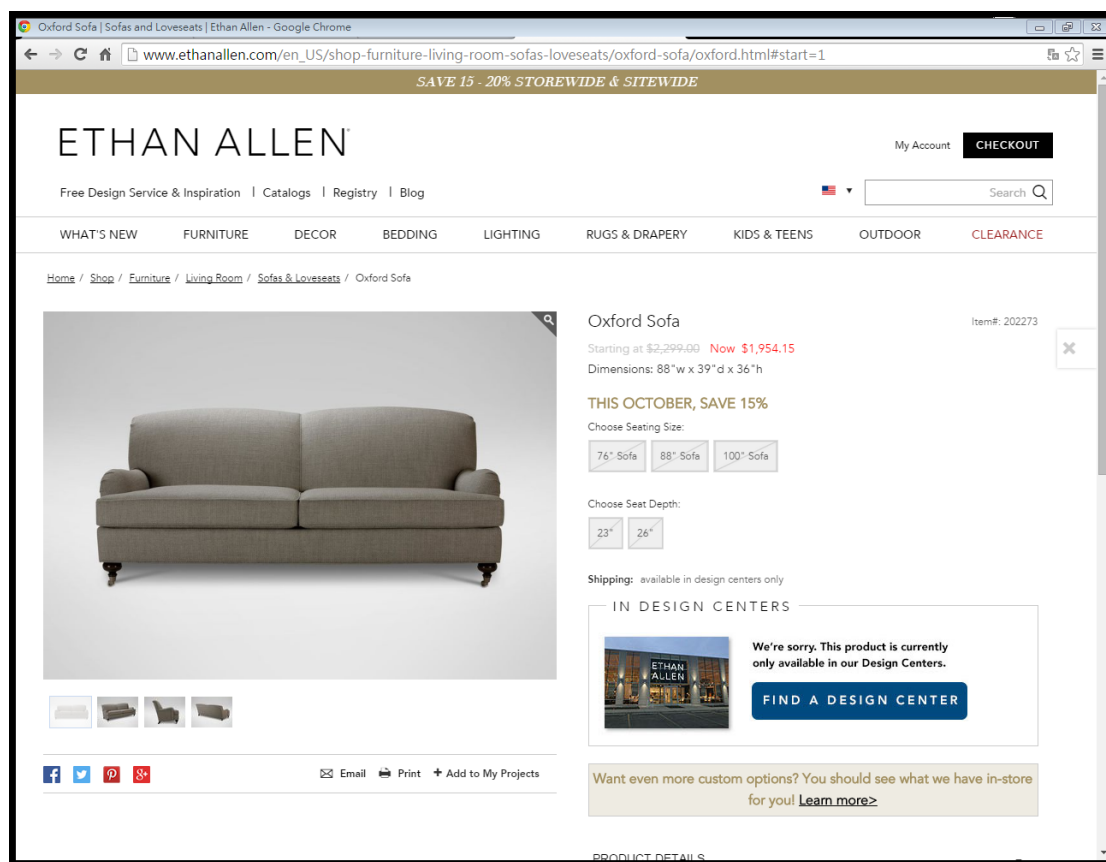 Oxford Sofa | Sofas and Loveseats | Ethan Allen - Google Chrome
www.ethanallen.com/en_US/shop-furniture-living-room-sofas-loveseats/oxford-sofa/oxford.html#start=1
SAVE 15 - 20% STOREWIDE & SITEWIDE
ETHAN ALLEN
My Account CHECKOUT
Free Design Service & Inspiration | Catalogs | Registry | Blog
Search
WHAT'S NEW FURNITURE DECOR BEDDING LIGHTING RUGS & DRAPERY KIDS & TEENS OUTDOOR CLEARANCE
Home / Shop / Furniture / Living Room / Sofas & Loveseats / Oxford Sofa
Oxford Sofa Item#: 202273
Starting at $2,299.00 Now $1,954.15
Dimensions: 88"w x 39"d x 36"h
THIS OCTOBER, SAVE 15%
Choose Seating Size:
76" Sofa 88" Sofa 100" Sofa
Choose Seat Depth:
23" 26"
Shipping: available in design centers only
IN DESIGN CENTERS
ETHAN
ALLEN
We're sorry. This product is currently
only available in our Design Centers.
FIND A DESIGN CENTER
Email Print + Add to My Projects
Want even more custom options? You should see what we have in-store
for you! Learn more>
PRODUCT DETAILS